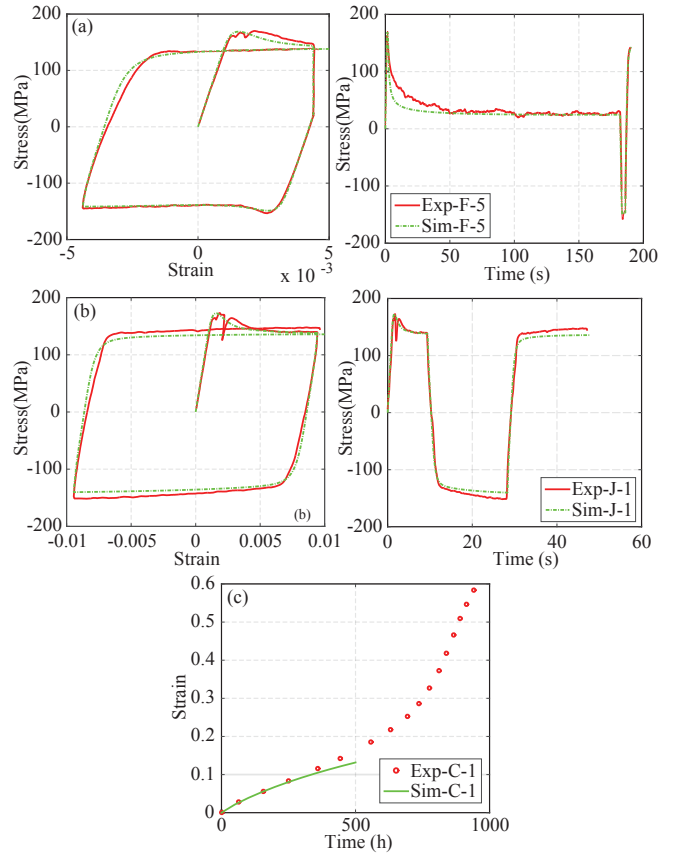 (a)
200
100
0
-100
-200
Stress(MPa)
-5
0
5
Strain
x 10⁻³
200
100
0
-100
-200
Stress(MPa)
Exp-F-5
Sim-F-5
0
50
100
150
200
Time (s)
(b)
200
100
0
-100
-200
Stress(MPa)
(b)
-0.01
-0.005
0
0.005
0.01
Strain
200
100
0
-100
-200
Stress(MPa)
Exp-J-1
Sim-J-1
0
20
40
60
Time (s)
(c)
0.6
0.5
0.4
0.3
0.2
0.1
0
Strain
Exp-C-1
Sim-C-1
0
500
1000
Time (h)